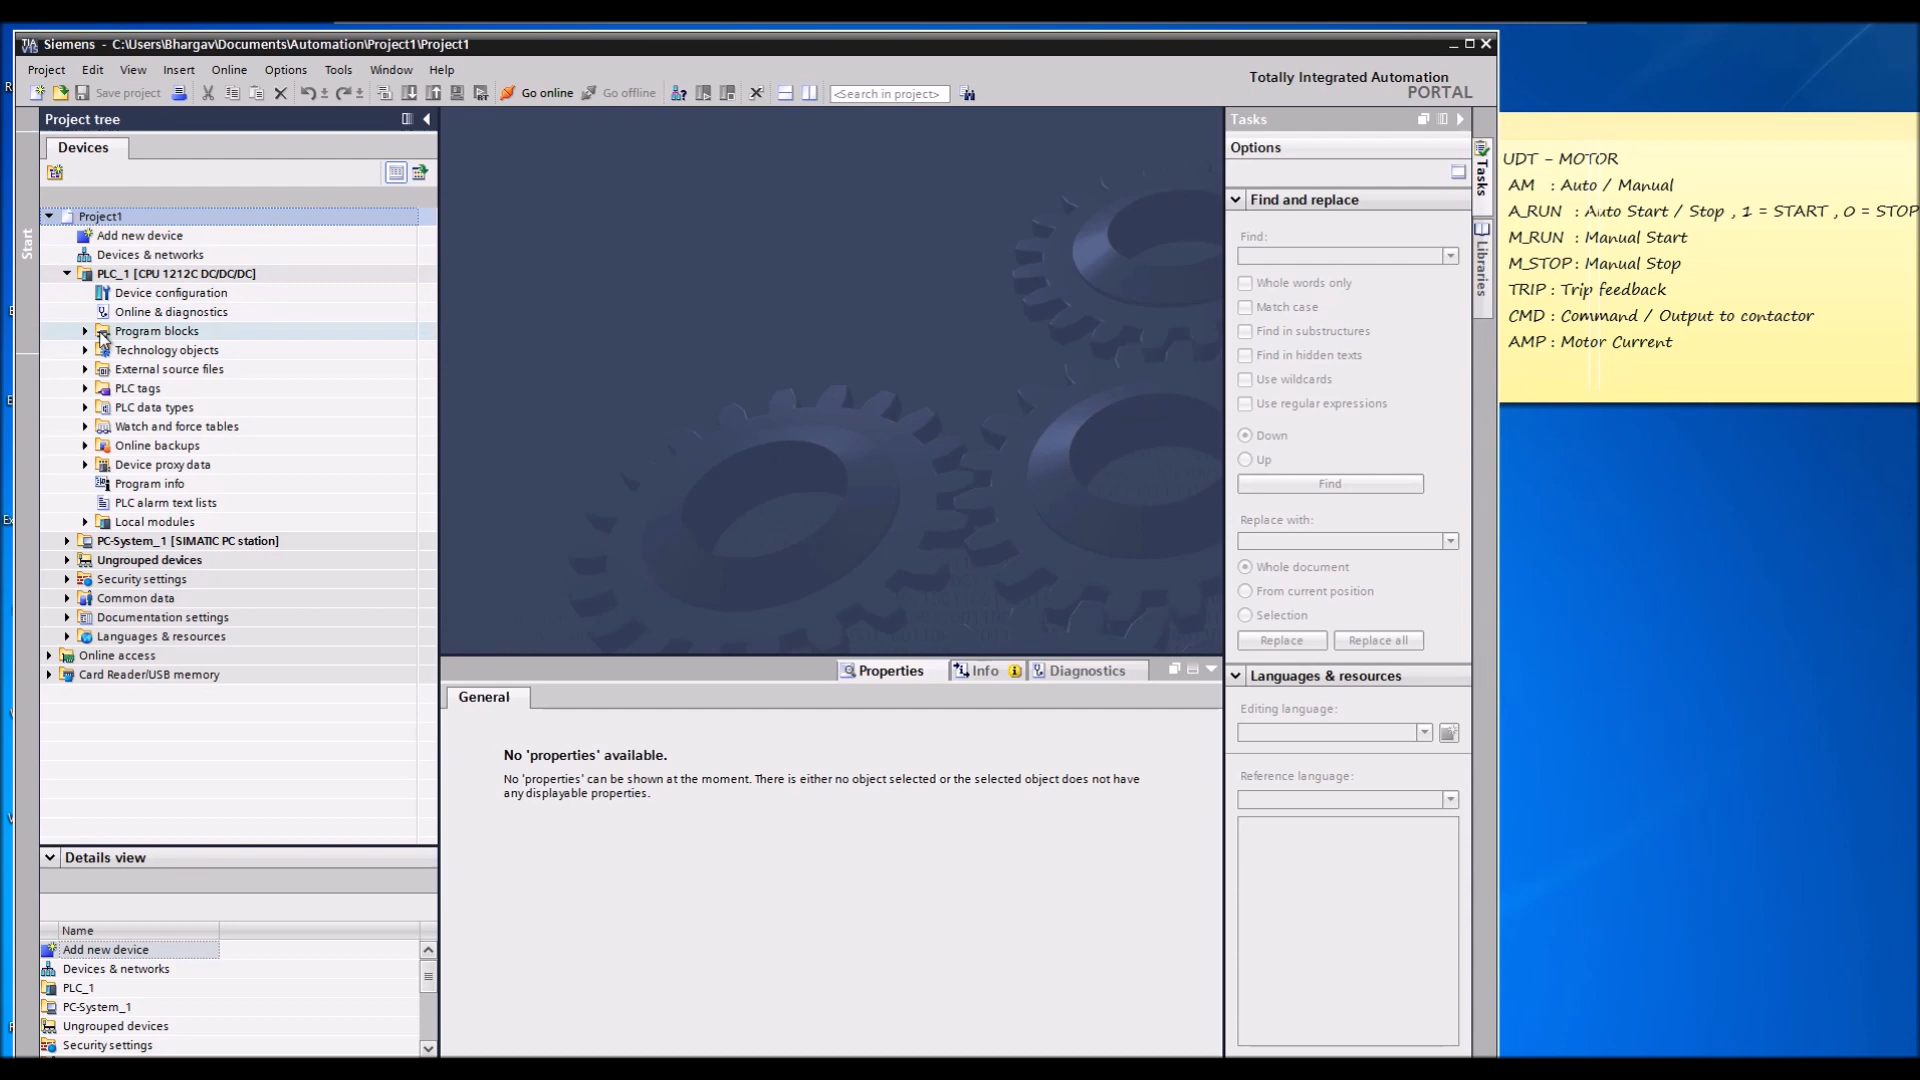 Siemens - C:\Users\Bhargav\Documents\Automation\Project1\Project1
Project Edit View Insert Online Options Tools Window Help
Totally Integrated Automation
PORTAL
Save project
Go online
Go offline
<Search in project>
Project tree
Devices
Start
Project1
Add new device
Devices & networks
PLC_1 [CPU 1212C DC/DC/DC]
Device configuration
Online & diagnostics
Program blocks
Technology objects
External source files
PLC tags
PLC data types
Watch and force tables
Online backups
Device proxy data
Program info
PLC alarm text lists
Local modules
PC-System_1 [SIMATIC PC station]
Ungrouped devices
Security settings
Common data
Documentation settings
Languages & resources
Online access
Card Reader/USB memory
Details view
Name
Add new device
Devices & networks
PLC_1
PC-System_1
Ungrouped devices
Security settings
Properties
Info
Diagnostics
General
No 'properties' available.
No 'properties' can be shown at the moment. There is either no object selected or the selected object does not have
any displayable properties.
Tasks
Options
Find and replace
Find:
Whole words only
Match case
Find in substructures
Find in hidden texts
Use wildcards
Use regular expressions
Down
Up
Find
Replace with:
Whole document
From current position
Selection
Replace
Replace all
Languages & resources
Editing language:
Reference language:
Tasks
Libraries
UDT - MOTOR
AM : Auto / Manual
A_RUN : Auto Start / Stop , 1 = START , 0 = STOP
M_RUN : Manual Start
M_STOP : Manual Stop
TRIP : Trip feedback
CMD : Command / Output to contactor
AMP : Motor Current